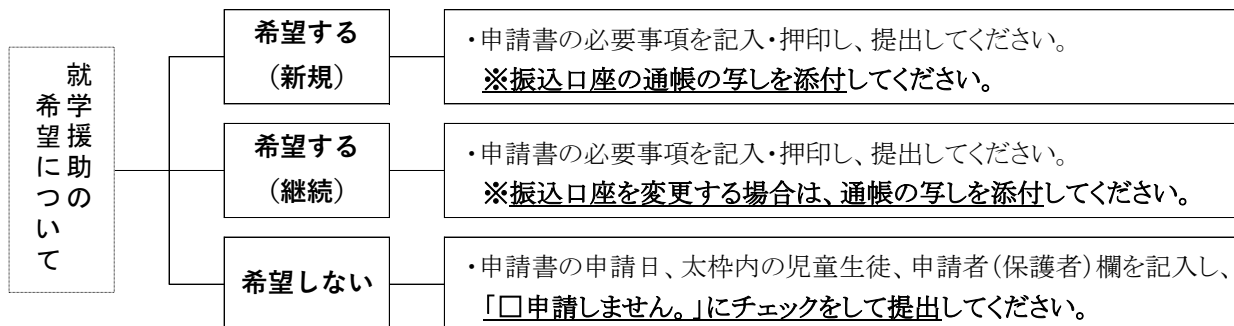 就学援助の
希望について
希望する
（新規）
・申請書の必要事項を記入・押印し、提出してください。
※振込口座の通帳の写しを添付してください。
希望する
（継続）
・申請書の必要事項を記入・押印し、提出してください。
※振込口座を変更する場合は、通帳の写しを添付してください。
希望しない
・申請書の申請日、太枠内の児童生徒、申請者（保護者）欄を記入し、
「□申請しません。」にチェックをして提出してください。